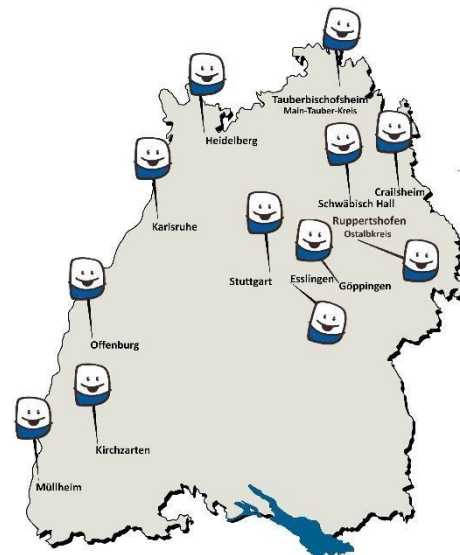 Tauberbischofsheim
Main-Tauber-Kreis
Heidelberg
Crailsheim
Schwäbisch Hall
Ruppertshofen
Ostalbkreis
Karlsruhe
Stuttgart
Esslingen
Göppingen
Offenburg
Kirchzarten
Müllheim